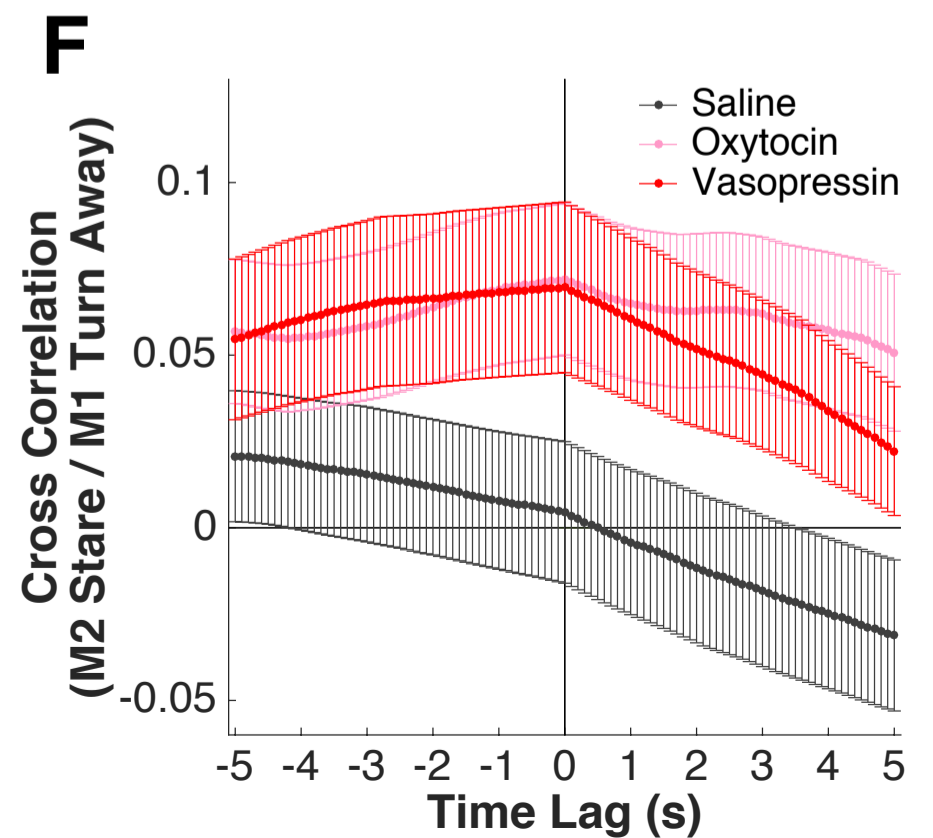 F
Saline
Oxytocin
Vasopressin
Cross Correlation
(M2 Stare / M1 Turn Away)
0.1
0.05
0
-0.05
-5 -4 -3 -2 -1 0 1 2 3 4 5
Time Lag (s)